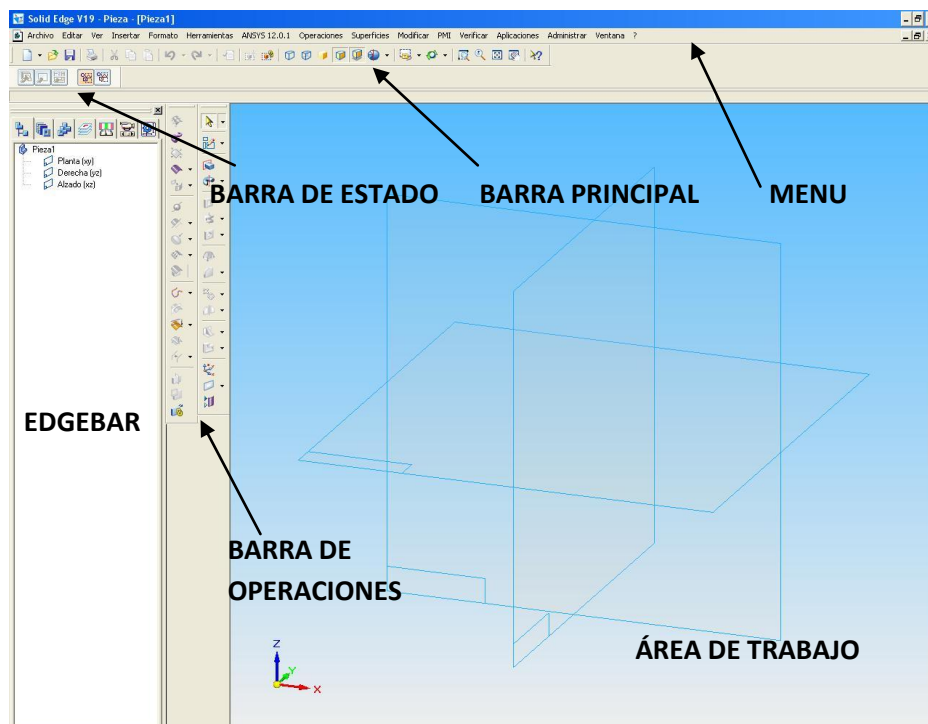 Solid Edge V19 - Pieza - [Pieza1]
Archivo Editar Ver Insertar Formato Herramientas ANSYS 12.0.1 Operaciones Superficies Modificar PMI Verificar Aplicaciones Administrar Ventana ?
Pieza1
Planta (xy)
Derecha (yz)
Alzado (xz)
BARRA DE ESTADO
BARRA PRINCIPAL
MENU
EDGEBAR
BARRA DE
OPERACIONES
ÁREA DE TRABAJO
Z
Y
X